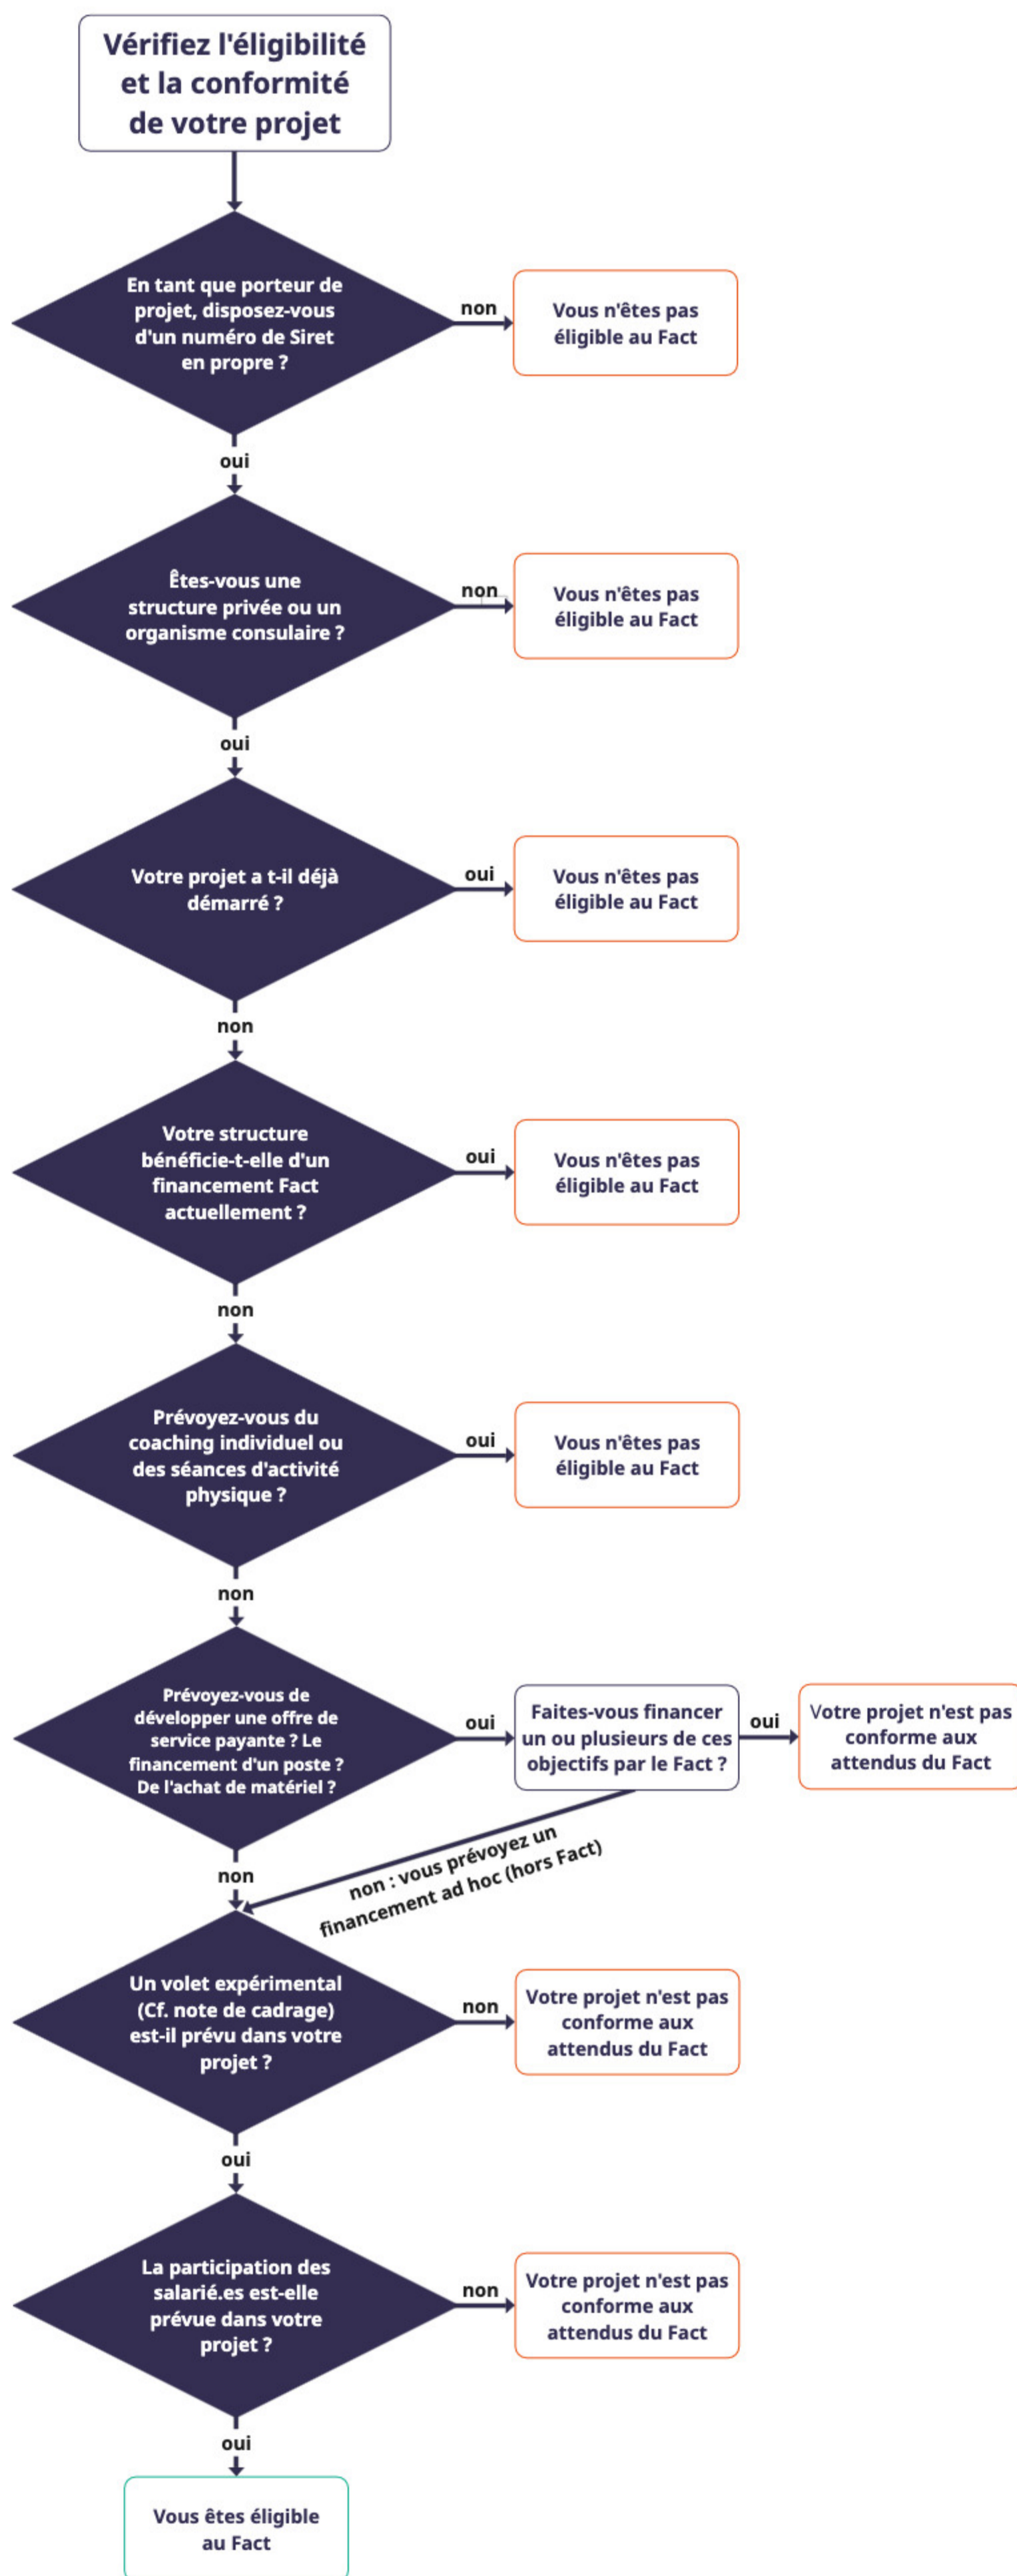 Vérifiez l'éligibilité
et la conformité
de votre projet
En tant que porteur de
projet, disposez-vous
d'un numéro de Siret
en propre ?
non
Vous n'êtes pas
éligible au Fact
oui
Êtes-vous une
structure privée ou un
organisme consulaire ?
non
Vous n'êtes pas
éligible au Fact
oui
Votre projet a t-il déjà
démarré ?
oui
Vous n'êtes pas
éligible au Fact
non
Votre structure
bénéficie-t-elle d'un
financement Fact
actuellement ?
oui
Vous n'êtes pas
éligible au Fact
non
Prévoyez-vous du
coaching individuel ou
des séances d'activité
physique ?
oui
Vous n'êtes pas
éligible au Fact
non
Prévoyez-vous de
développer une offre de
service payante ? Le
financement d'un poste ?
De l'achat de matériel ?
oui
Faites-vous financer
un ou plusieurs de ces
objectifs par le Fact ?
oui
Votre projet n'est pas
conforme aux
attendus du Fact
non : vous prévoyez un
financement ad hoc (hors Fact)
non
Un volet expérimental
(Cf. note de cadrage)
est-il prévu dans votre
projet ?
non
Votre projet n'est pas
conforme aux
attendus du Fact
oui
La participation des
salarié.es est-elle
prévue dans votre
projet ?
non
Votre projet n'est pas
conforme aux
attendus du Fact
oui
Vous êtes éligible
au Fact